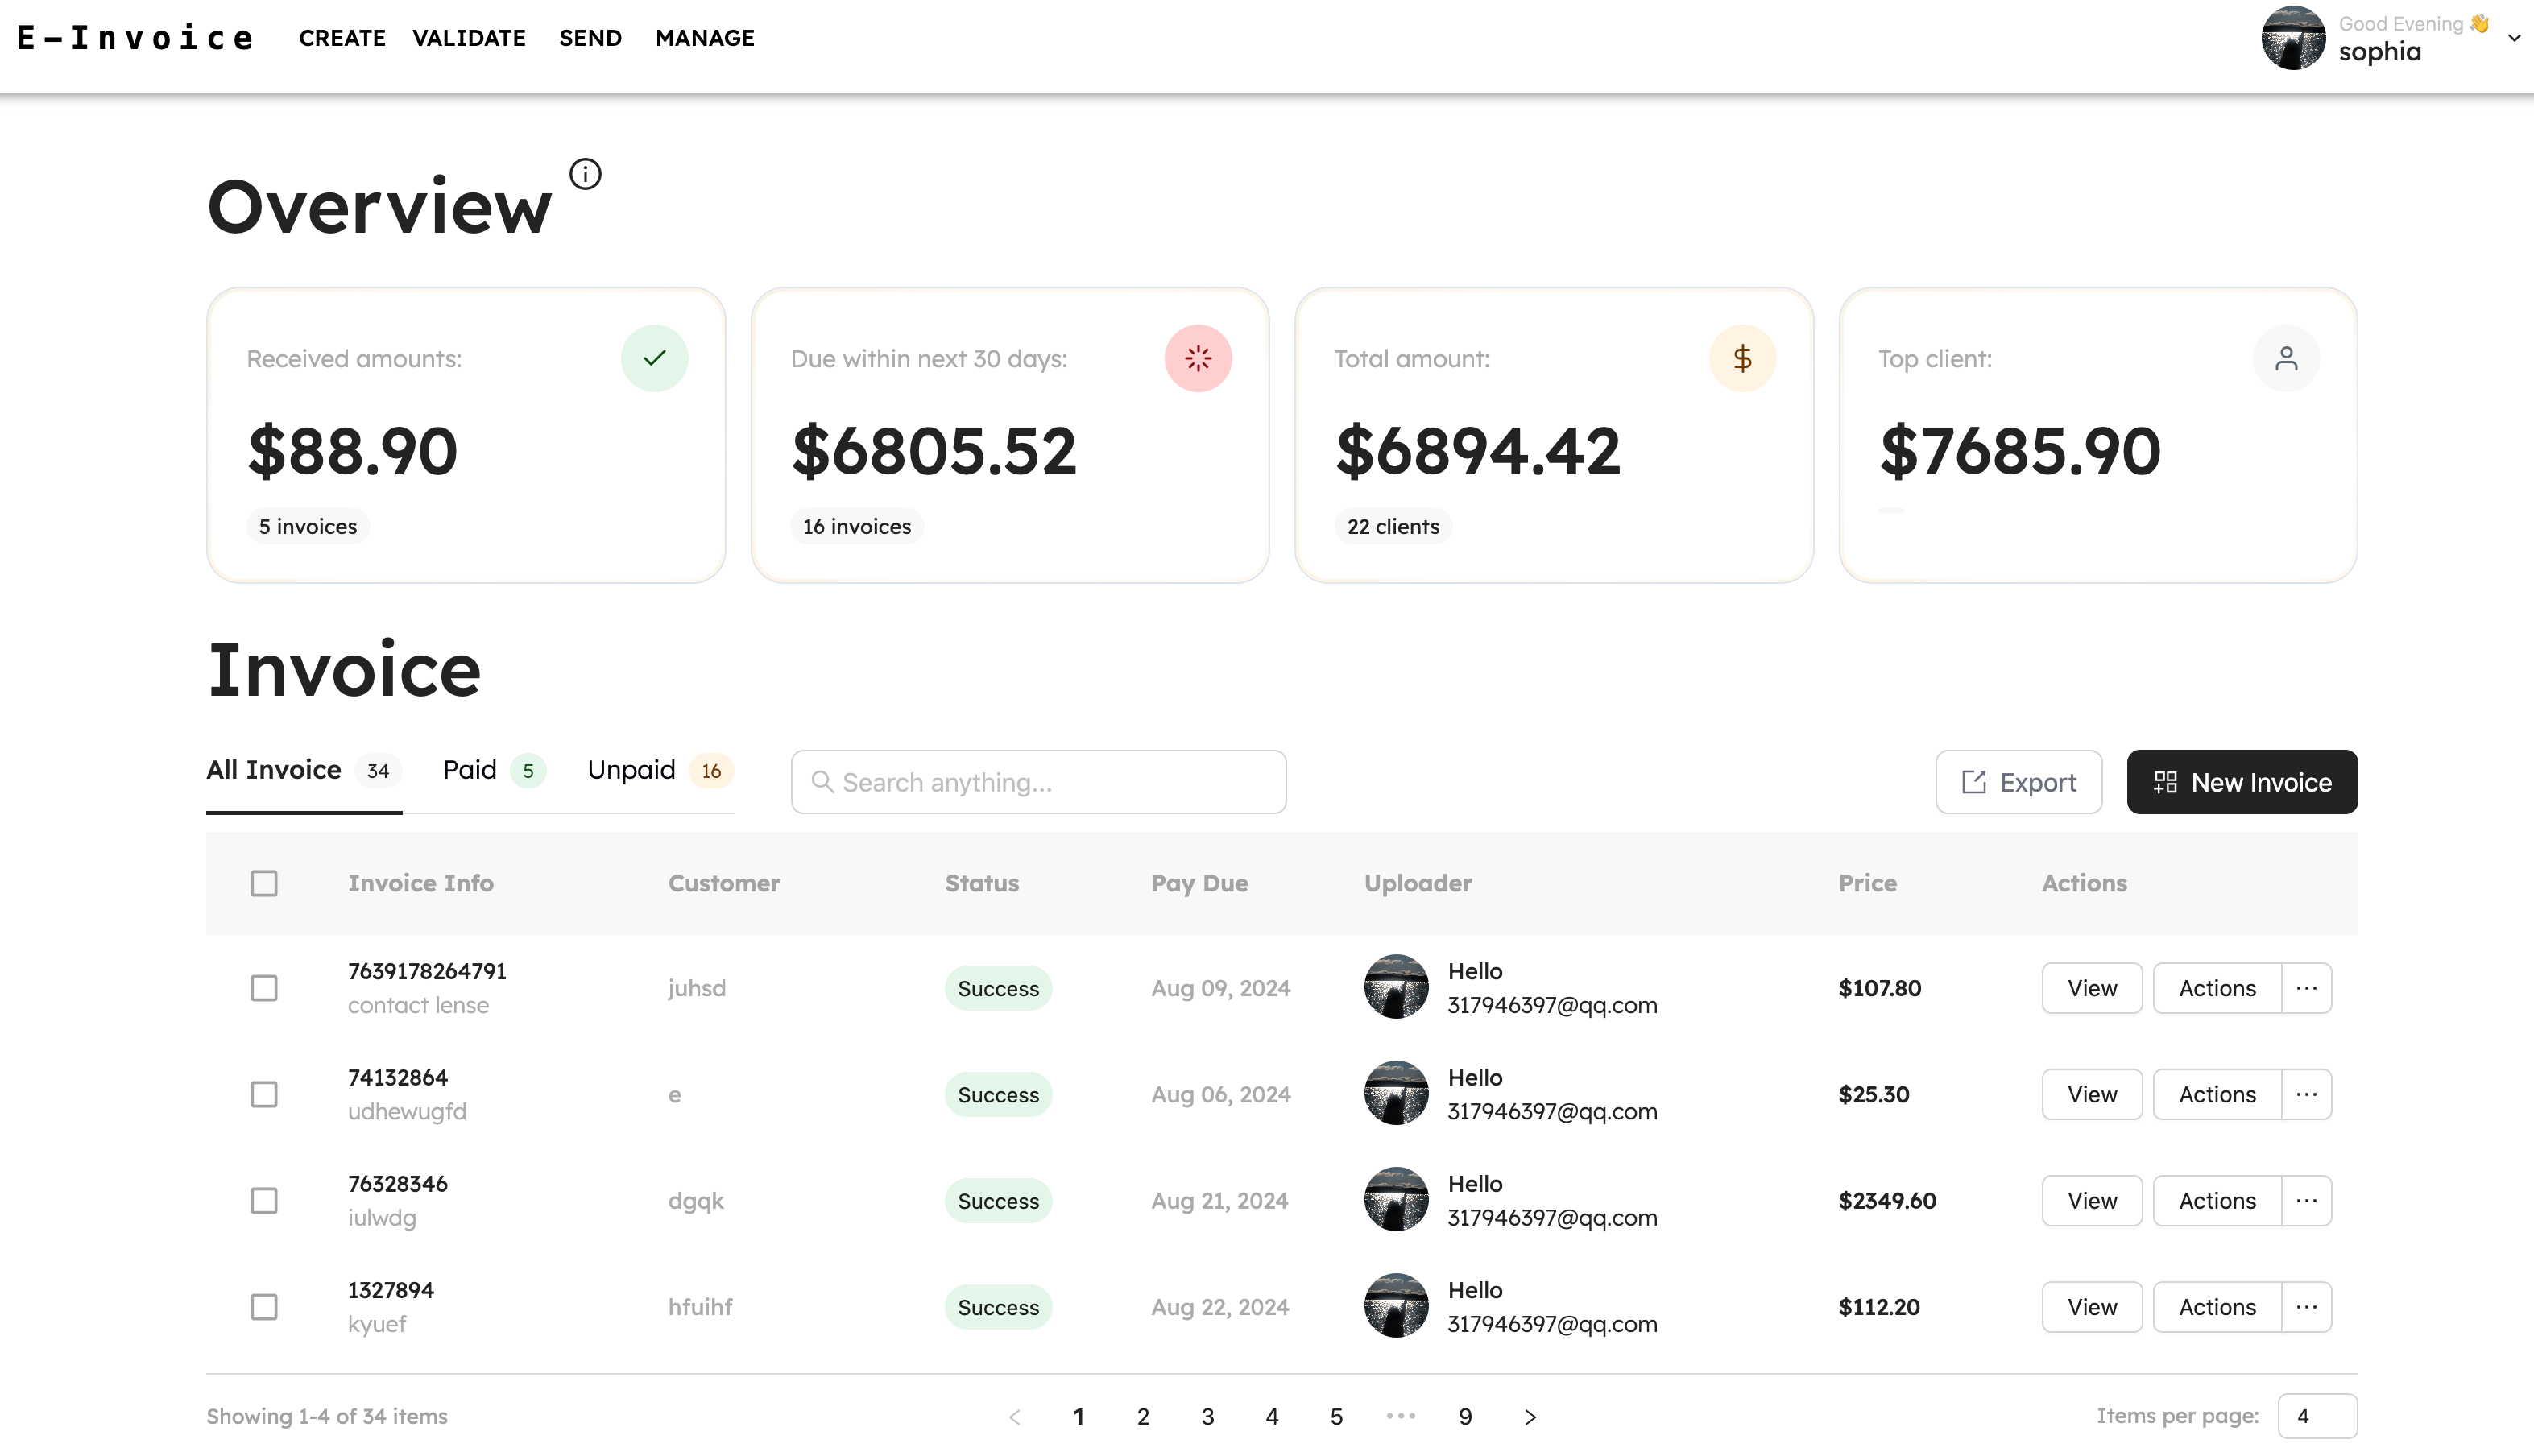 E-Invoice CREATE VALIDATE SEND MANAGE
Good Evening 👋
sophia
Overview
Received amounts:
$88.90
5 invoices
Due within next 30 days:
$6805.52
16 invoices
Total amount:
$6894.42
22 clients
Top client:
$7685.90
Invoice
All Invoice 34 Paid 5 Unpaid 16 Search anything... Export New Invoice
Invoice Info Customer Status Pay Due Uploader Price Actions
7639178264791
contact lense
juhsd Success Aug 09, 2024
Hello
317946397@qq.com
$107.80 View Actions ...
74132864
udhewugfd
e Success Aug 06, 2024
Hello
317946397@qq.com
$25.30 View Actions ...
76328346
iulwdg
dgqk Success Aug 21, 2024
Hello
317946397@qq.com
$2349.60 View Actions ...
1327894
kyuef
hfuihf Success Aug 22, 2024
Hello
317946397@qq.com
$112.20 View Actions ...
Showing 1-4 of 34 items < 1 2 3 4 5 ••• 9 > Items per page: 4